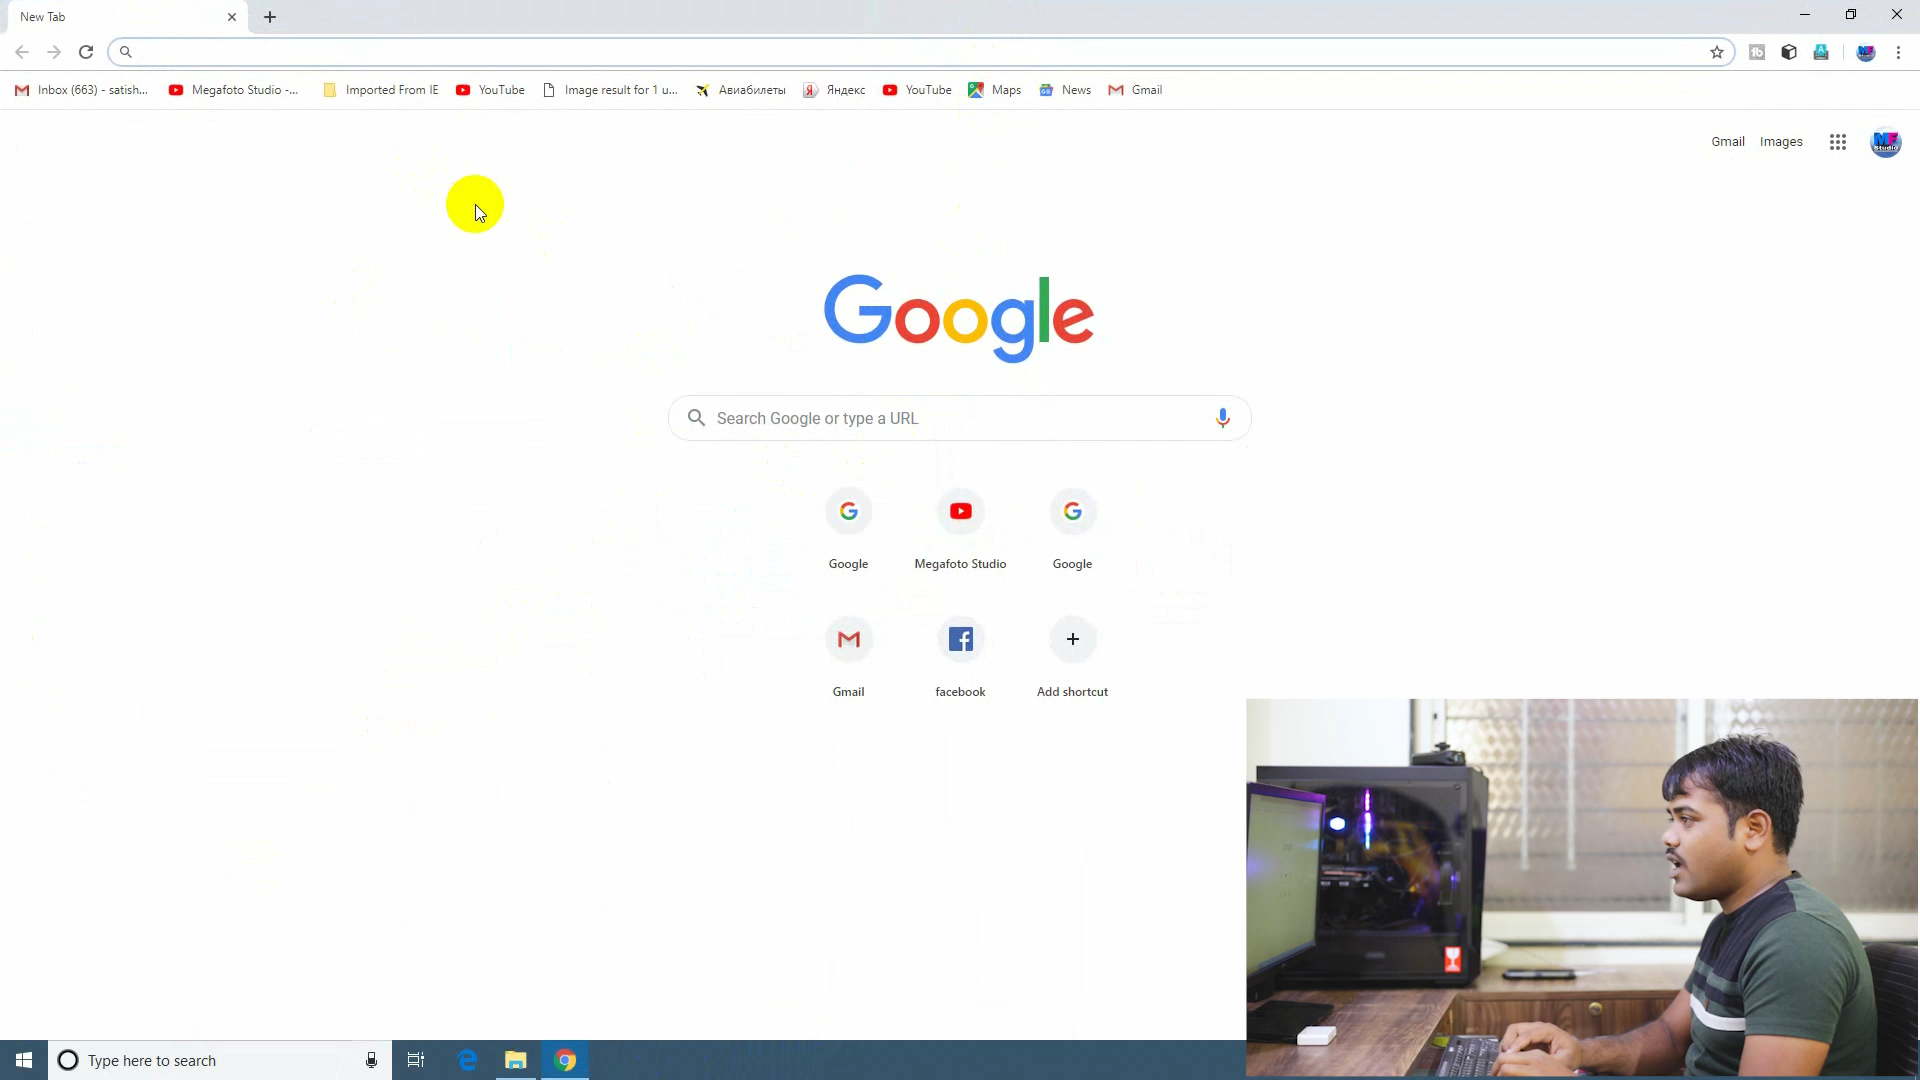 New Tab
Inbox (663) - satish...
Megafoto Studio -...
Imported From IE
YouTube
Image result for 1 u...
Авиабилеты
Яндекс
YouTube
Maps
News
Gmail
Gmail
Images
MF
Studio
Google
Search Google or type a URL
Google
Megafoto Studio
Google
Gmail
facebook
Add shortcut
Type here to search